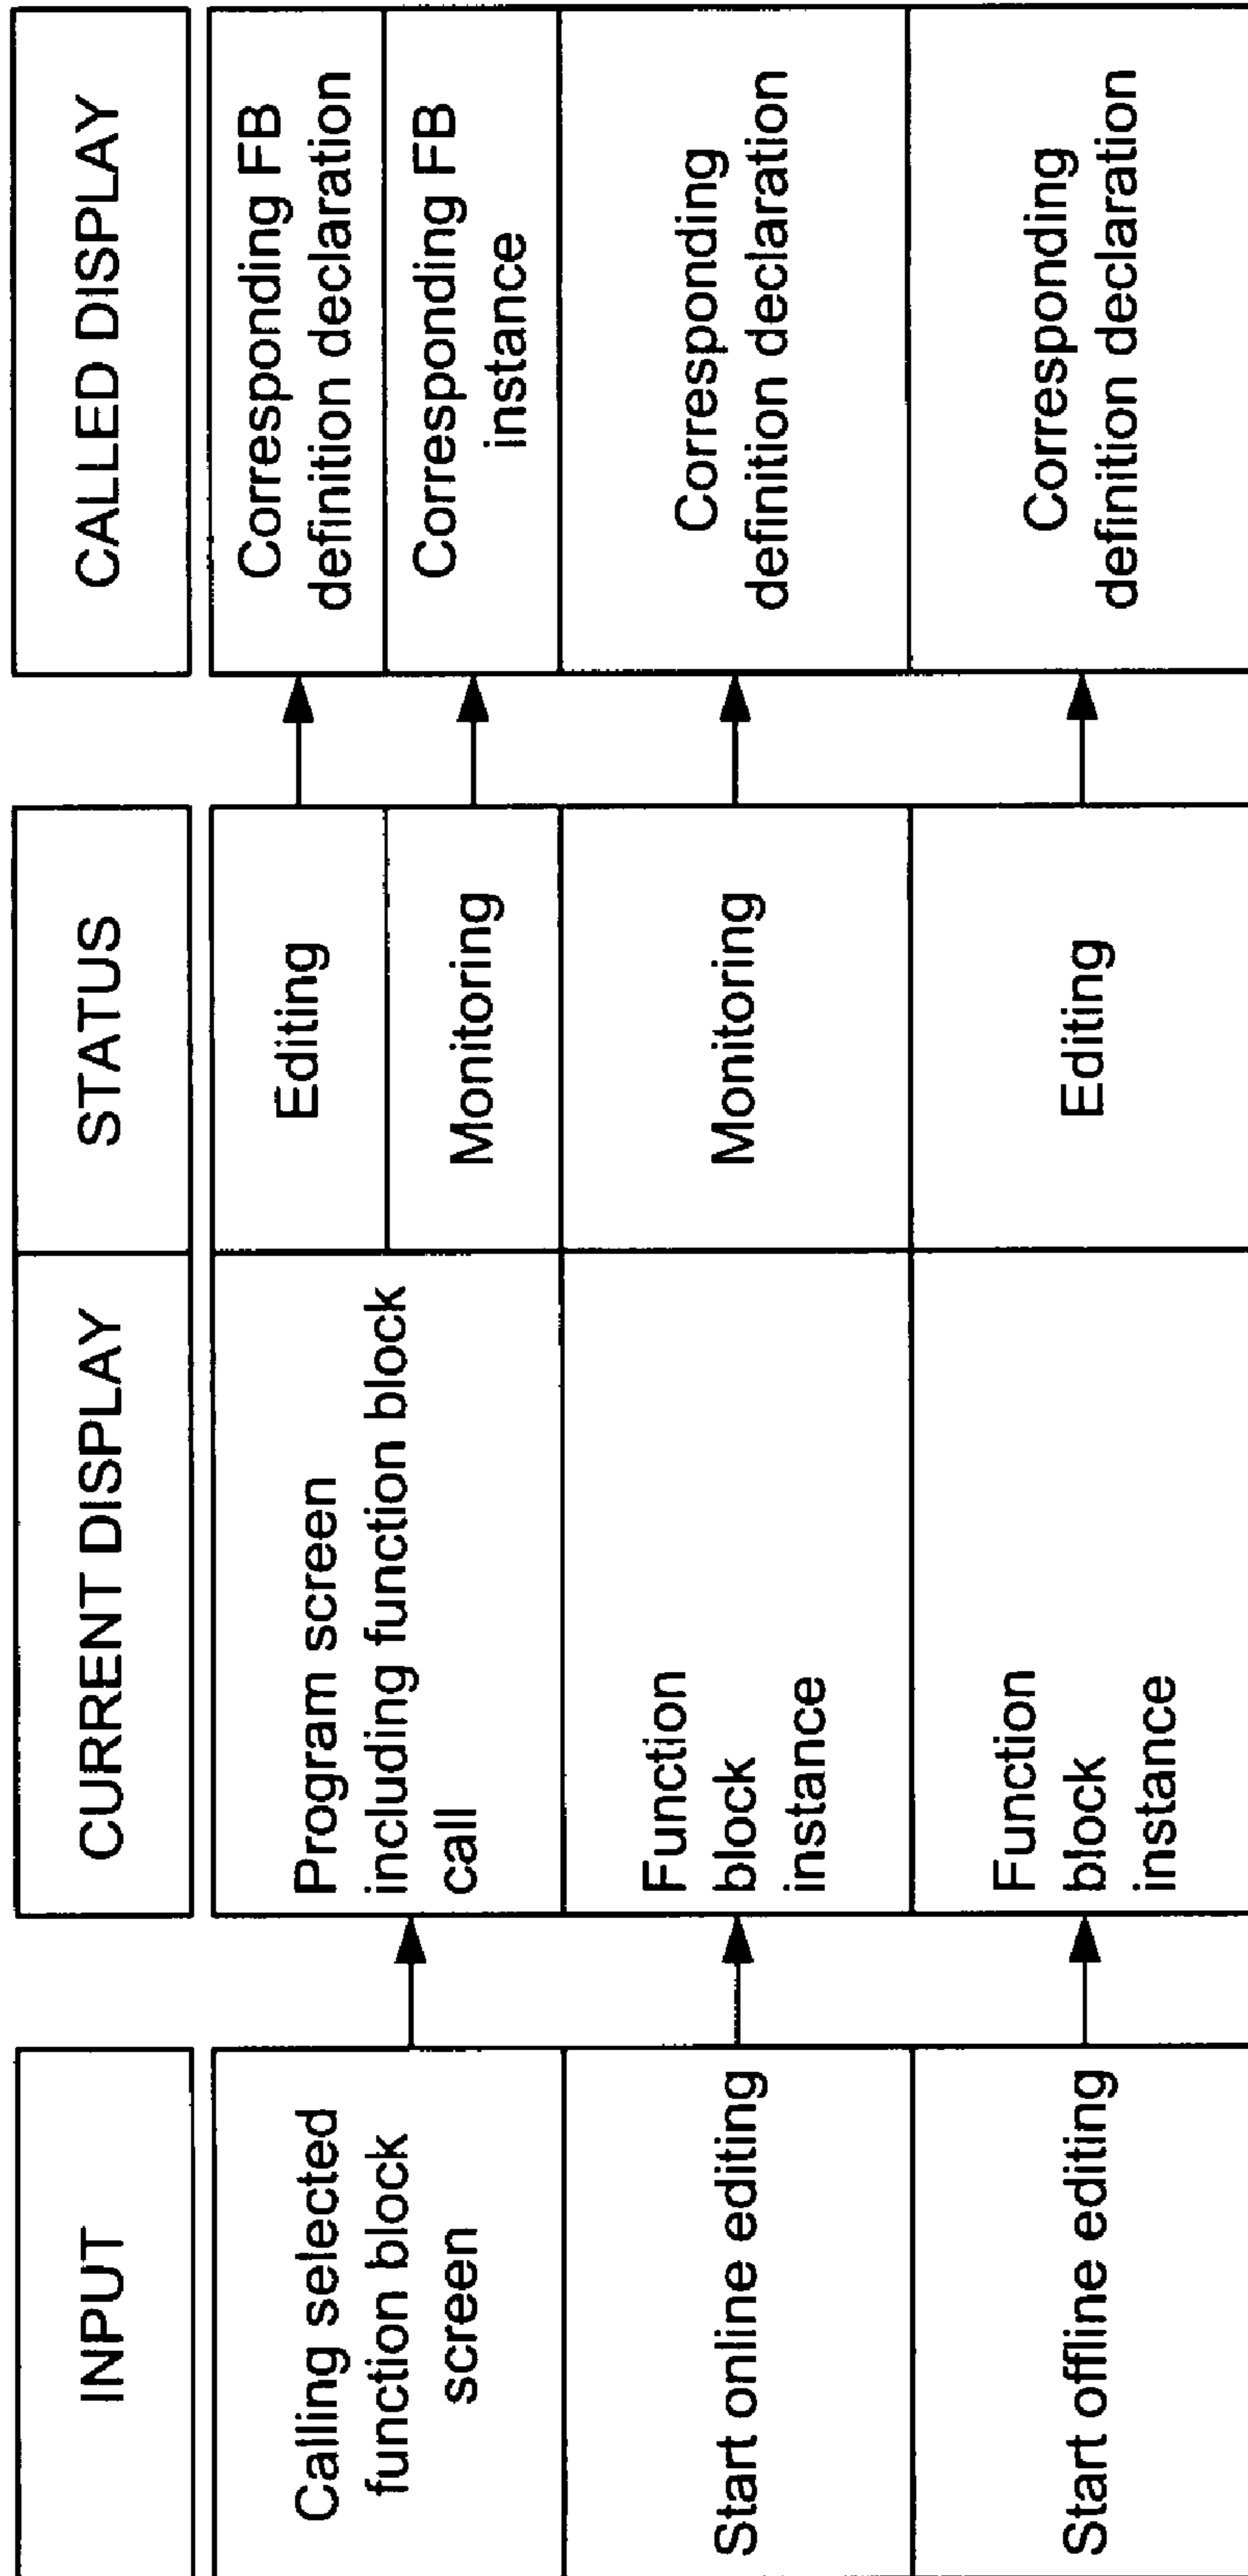 INPUT
CURRENT DISPLAY
STATUS
CALLED DISPLAY
Calling selected
function block
screen
Program screen
including function block
call
Editing
Corresponding FB
definition declaration
Monitoring
Corresponding FB
instance
Start online editing
Function
block
instance
Monitoring
Corresponding
definition declaration
Start offline editing
Function
block
instance
Editing
Corresponding
definition declaration